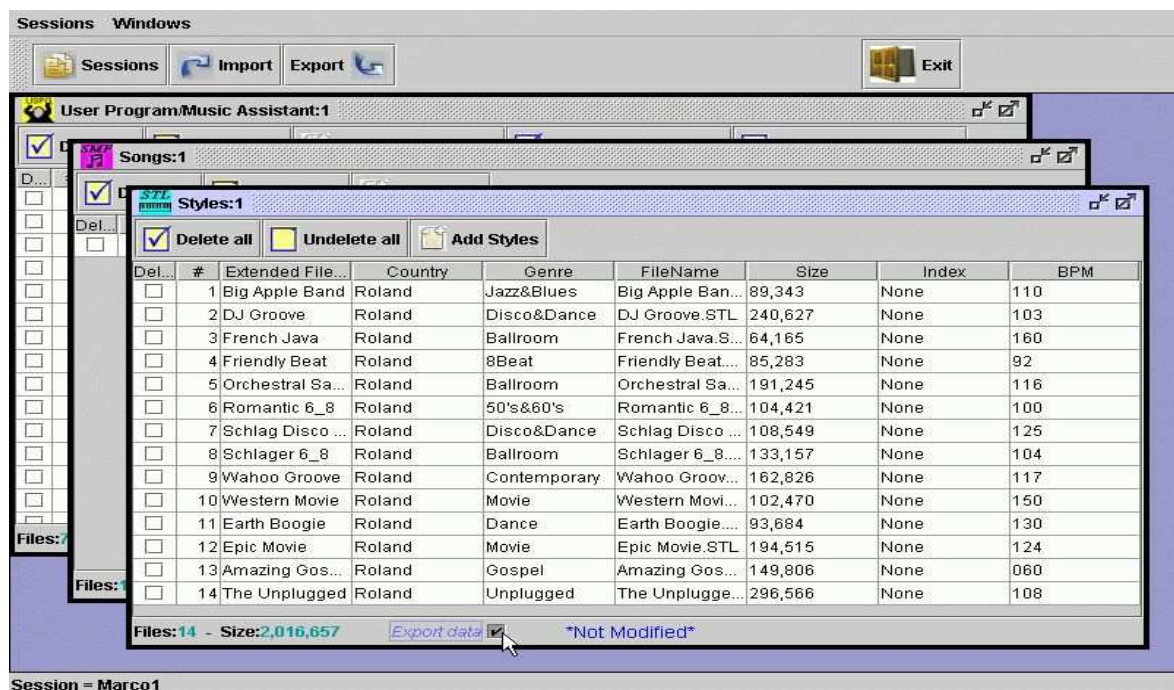 Sessions Windows
Sessions Import Export Exit
User Program/Music Assistant:1
D...
Songs:1
Del...
STL Styles:1
Delete all Undelete all Add Styles
Del... # Extended File... Country Genre FileName Size Index BPM
1 Big Apple Band Roland Jazz&Blues Big Apple Ban... 89,343 None 110
2 DJ Groove Roland Disco&Dance DJ Groove.STL 240,627 None 103
3 French Java Roland Ballroom French Java.S... 64,165 None 160
4 Friendly Beat Roland 8Beat Friendly Beat.... 85,283 None 92
5 Orchestral Sa... Roland Ballroom Orchestral Sa... 191,245 None 116
6 Romantic 6_8 Roland 50's&60's Romantic 6_8... 104,421 None 100
7 Schlag Disco ... Roland Disco&Dance Schlag Disco ... 108,549 None 125
8 Schlager 6_8 Roland Ballroom Schlager 6_8.... 133,157 None 104
9 Wahoo Groove Roland Contemporary Wahoo Groov... 162,826 None 117
10 Western Movie Roland Movie Western Movi... 102,470 None 150
11 Earth Boogie Roland Dance Earth Boogie.... 93,684 None 130
12 Epic Movie Roland Movie Epic Movie.STL 194,515 None 124
13 Amazing Gos... Roland Gospel Amazing Gos... 149,806 None 060
14 The Unplugged Roland Unplugged The Unplugge... 296,566 None 108
Files:14 - Size:2,016,657 Export data *Not Modified*
Files:7
Files:1
Session = Marco1